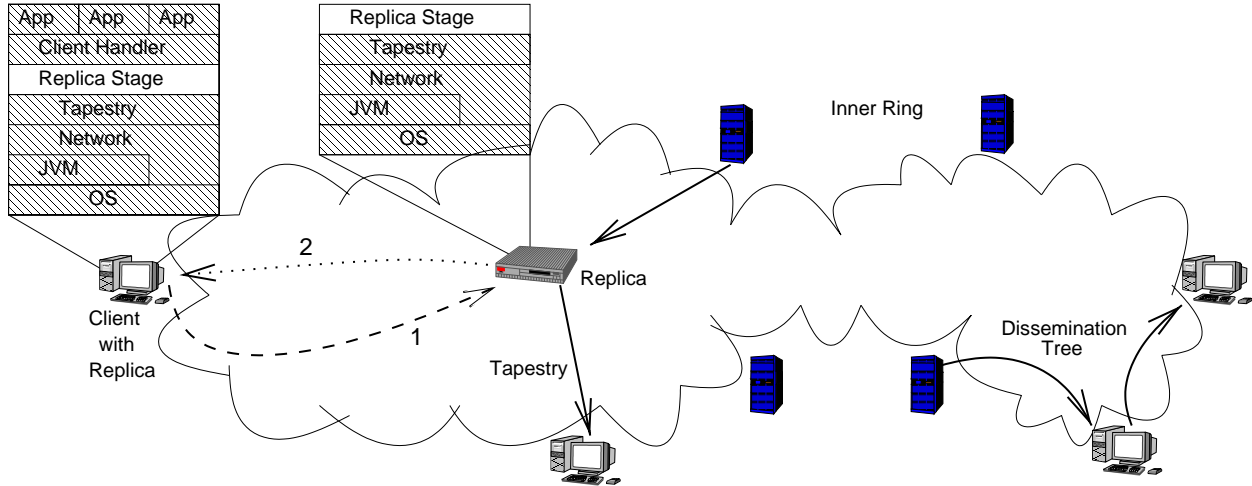 App App App
Client Handler
Replica Stage
Tapestry
Network
JVM
OS
Replica Stage
Tapestry
Network
JVM
OS
Inner Ring
2
Replica
1
Client
with
Replica
Tapestry
Dissemination
Tree